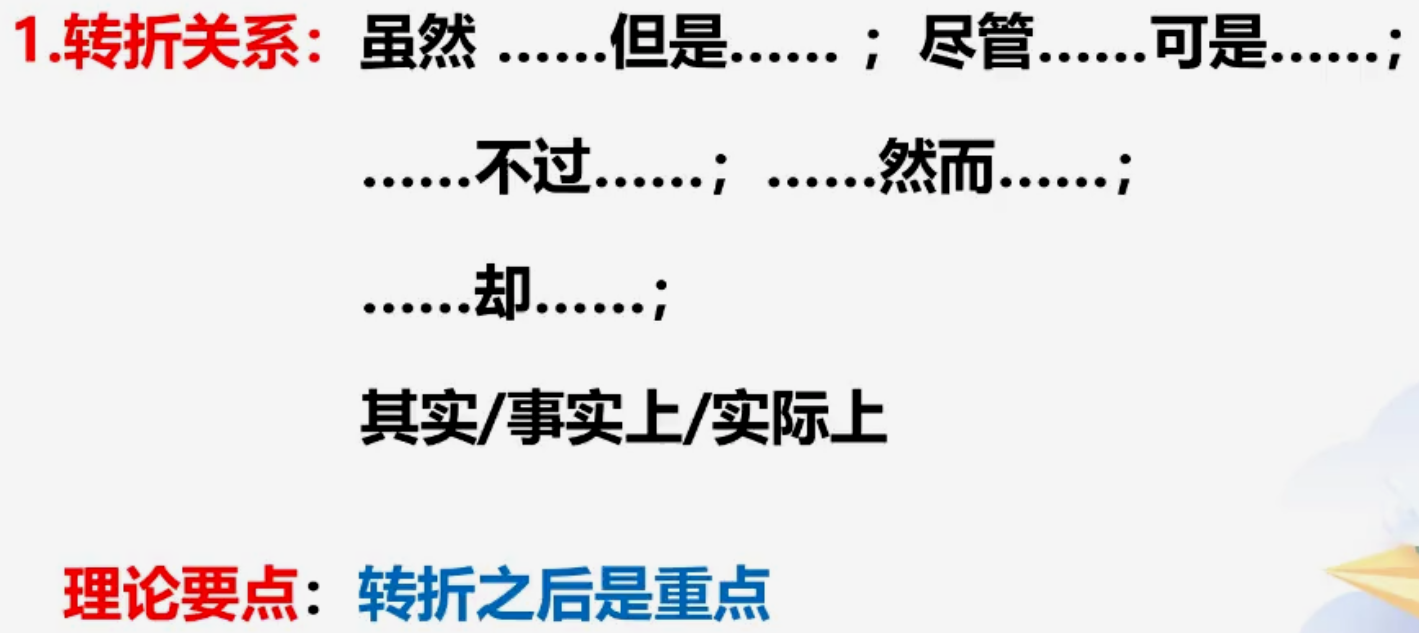 1.转折关系：虽然 ……但是…… ；尽管……可是……；
……不过……；……然而……；
……却……；
其实/事实上/实际上
理论要点：转折之后是重点